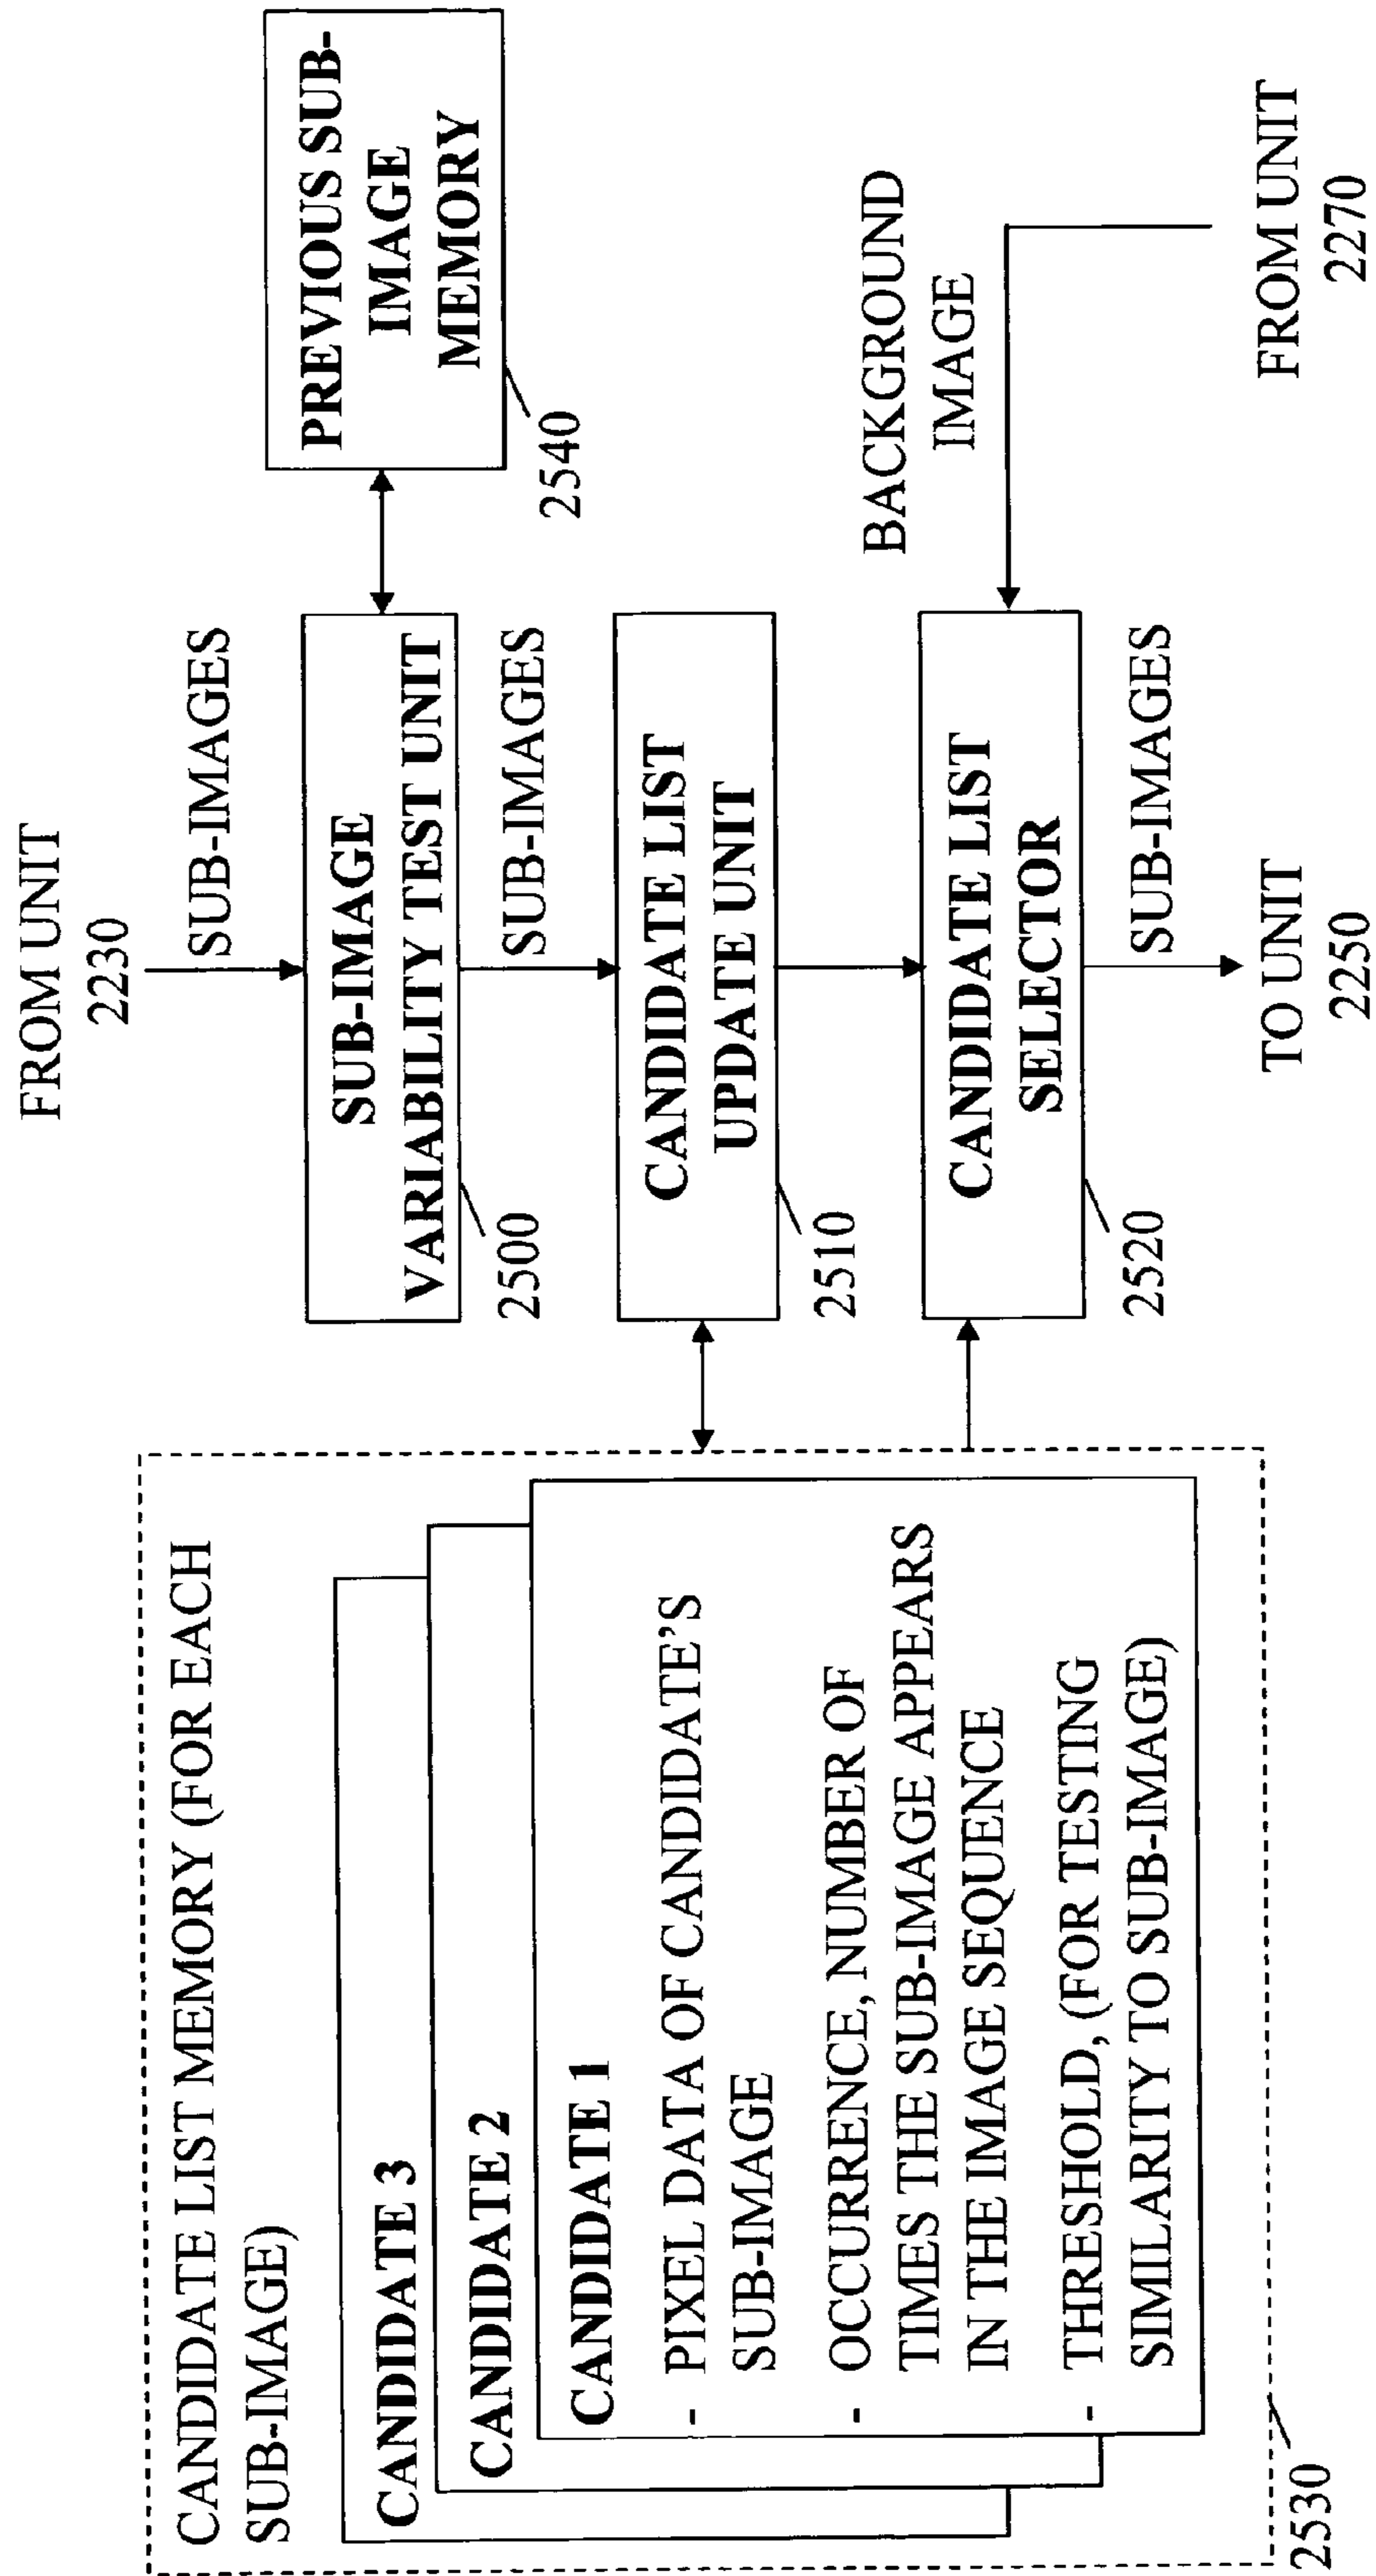 FROM UNIT
2230
SUB-IMAGES
CANDIDATE LIST MEMORY (FOR EACH
SUB-IMAGE)
CANDIDATE 3
CANDIDATE 2
CANDIDATE 1
- PIXEL DATA OF CANDIDATE'S
SUB-IMAGE
- OCCURRENCE, NUMBER OF
TIMES THE SUB-IMAGE APPEARS
IN THE IMAGE SEQUENCE
- THRESHOLD, (FOR TESTING
SIMILARITY TO SUB-IMAGE)
2530
SUB-IMAGE
VARIABILITY TEST UNIT
2500
SUB-IMAGES
PREVIOUS SUB-
IMAGE
MEMORY
2540
CANDIDATE LIST
UPDATE UNIT
2510
CANDIDATE LIST
SELECTOR
2520
BACKGROUND
IMAGE
SUB-IMAGES
TO UNIT
2250
FROM UNIT
2270